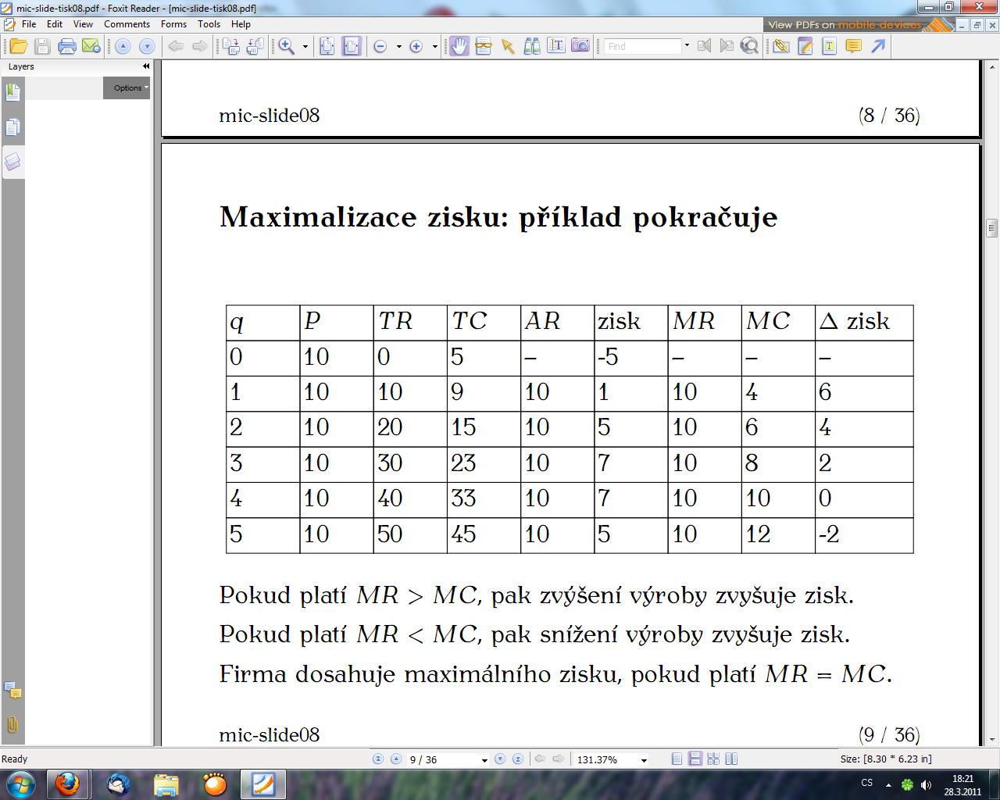 mic-slide-tisk08.pdf - Foxit Reader - [mic-slide-tisk08.pdf]
File Edit View Comments Forms Tools Help
View PDFs on mobile devices
Find
Layers
Options
mic-slide08 (8 / 36)
Maximalizace zisku: příklad pokračuje
q P TR TC AR zisk MR MC Δ zisk
0 10 0 5 – -5 – – –
1 10 10 9 10 1 10 4 6
2 10 20 15 10 5 10 6 4
3 10 30 23 10 7 10 8 2
4 10 40 33 10 7 10 10 0
5 10 50 45 10 5 10 12 -2
Pokud platí MR > MC, pak zvýšení výroby zvyšuje zisk.
Pokud platí MR < MC, pak snížení výroby zvyšuje zisk.
Firma dosahuje maximálního zisku, pokud platí MR = MC.
mic-slide08 (9 / 36)
Ready 9 / 36 131.37% Size: [8.30 * 6.23 in]
CS 18:21
28.3.2011